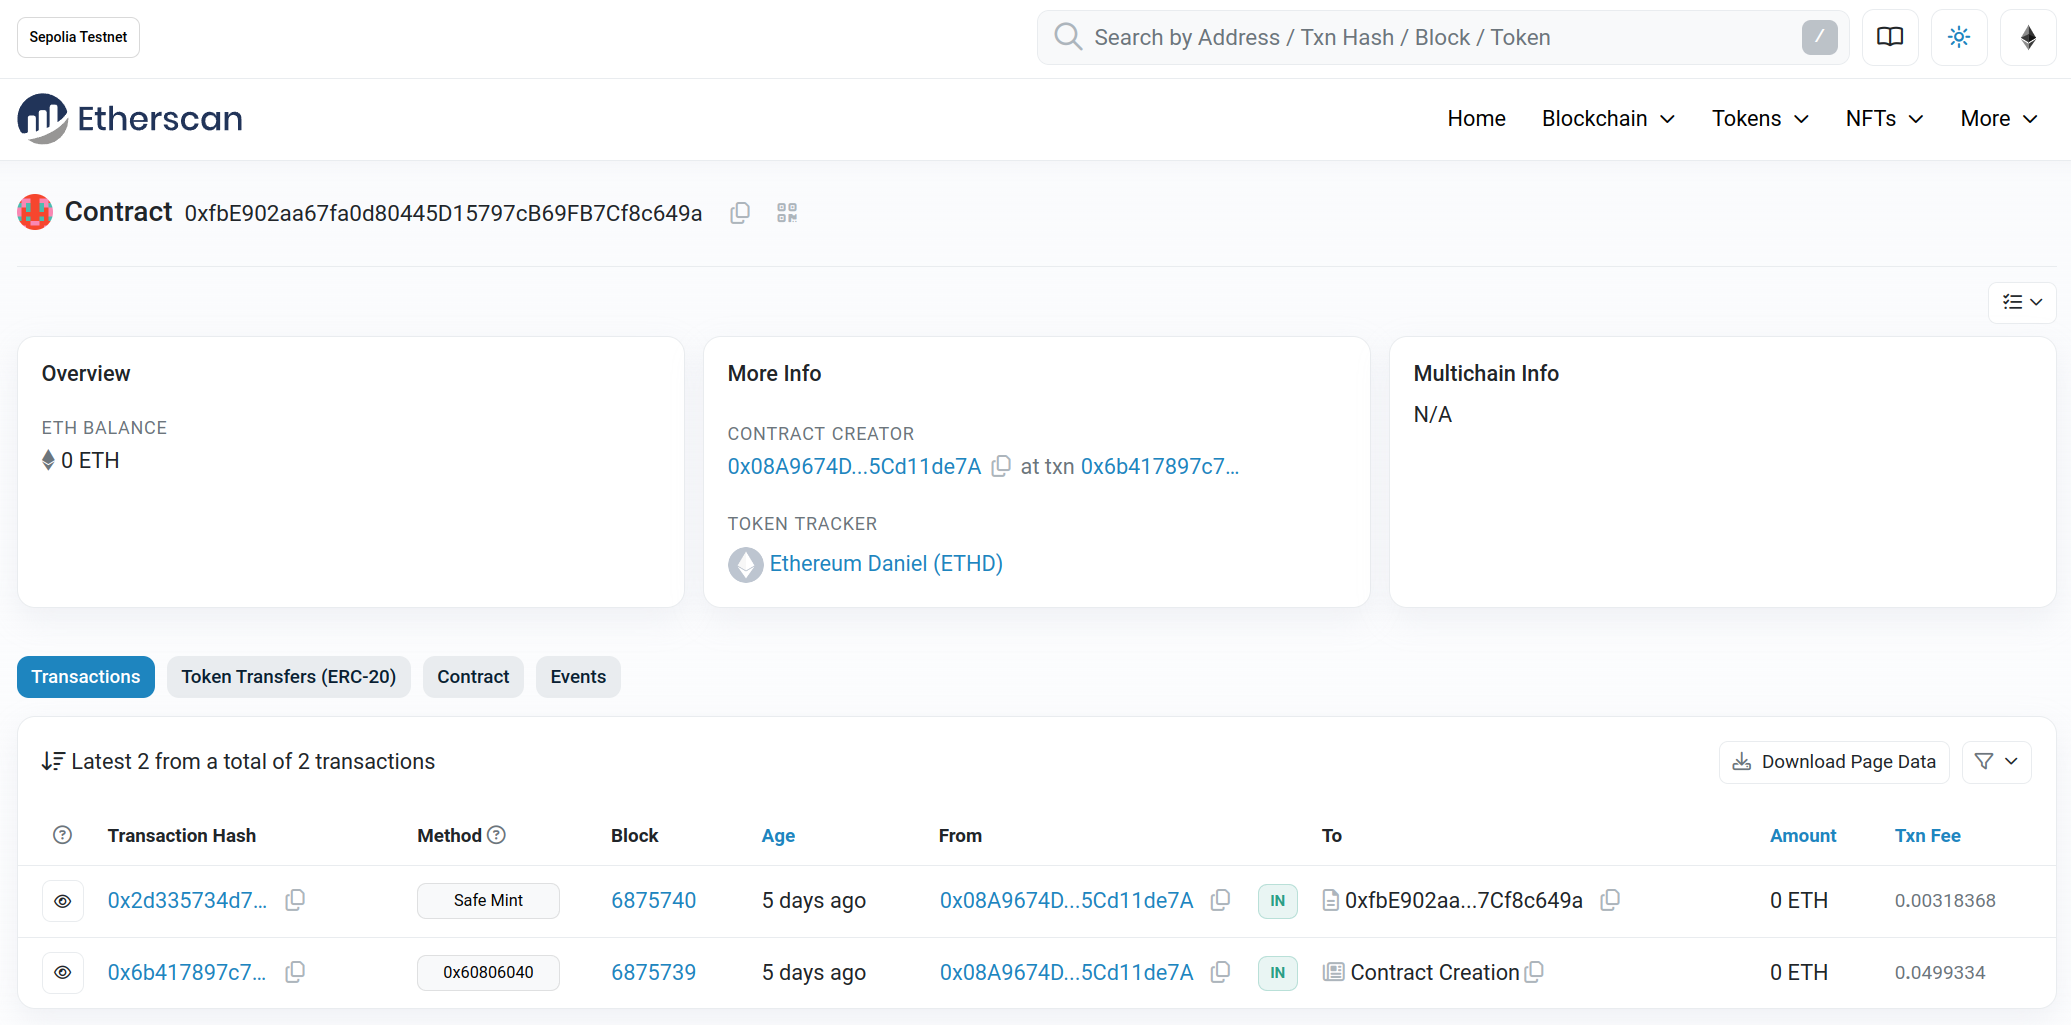 Sepolia Testnet
Search by Address / Txn Hash / Block / Token
/
Etherscan
Home Blockchain Tokens NFTs More
Contract 0xfbE902aa67fa0d80445D15797cB69FB7Cf8c649a
Overview
ETH BALANCE
0 ETH
More Info
CONTRACT CREATOR
0x08A9674D...5Cd11de7A at txn 0x6b417897c7...
TOKEN TRACKER
Ethereum Daniel (ETHD)
Multichain Info
N/A
Transactions Token Transfers (ERC-20) Contract Events
Latest 2 from a total of 2 transactions
Download Page Data
? Transaction Hash Method ? Block Age From To Amount Txn Fee
0x2d335734d7... Safe Mint 6875740 5 days ago 0x08A9674D...5Cd11de7A IN 0xfbE902aa...7Cf8c649a 0 ETH 0.00318368
0x6b417897c7... 0x60806040 6875739 5 days ago 0x08A9674D...5Cd11de7A IN Contract Creation 0 ETH 0.0499334